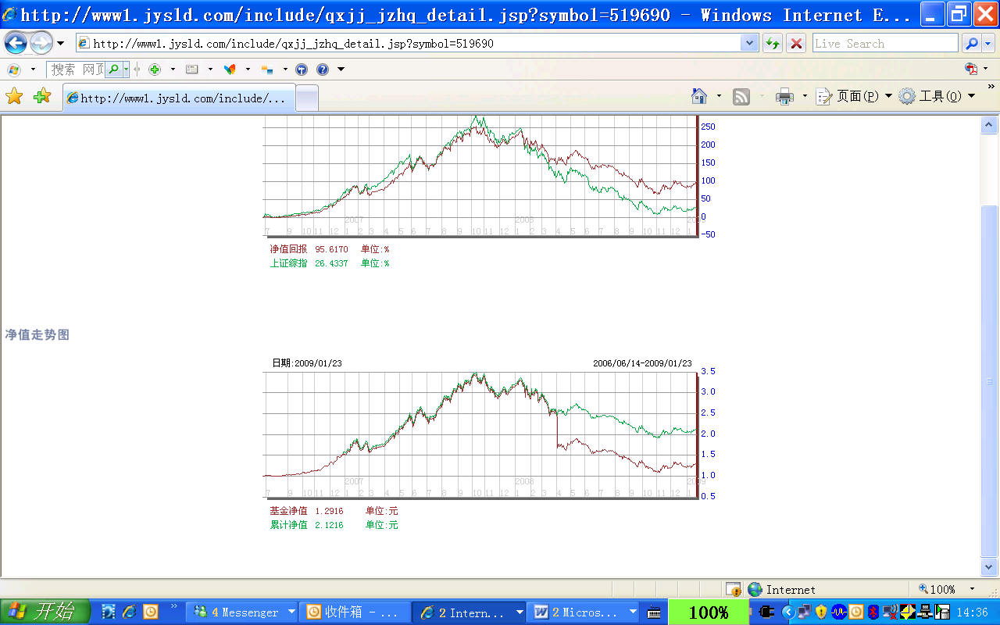 http://www1.jysld.com/include/qxjj_jzhq_detail.jsp?symbol=519690 - Windows Internet E...
http://www1.jysld.com/include/qxjj_jzhq_detail.jsp?symbol=519690
Live Search
搜索 网页
http://www1.jysld.com/include/...
页面(P)
工具(O)
250
200
150
100
50
0
-50
2007 2008 2009
7 9 10 11 12 1 2 3 4 5 6 7 8 9 10 11 12 1 2 3 4 5 6 7 8 9 10 11 12 1
净值回报 95.6170 单位:%
上证综指 26.4337 单位:%
净值走势图
日期:2009/01/23 2006/06/14-2009/01/23
3.5
3.0
2.5
2.0
1.5
1.0
0.5
2007 2008 2009
7 9 10 11 12 1 2 3 4 5 6 7 8 9 10 11 12 1 2 3 4 5 6 7 8 9 10 11 12 1
基金净值 1.2916 单位:元
累计净值 2.1216 单位:元
Internet 100%
开始 4 Messenger 收件箱 - ... 2 Intern... 2 Micros... 100% 14:36